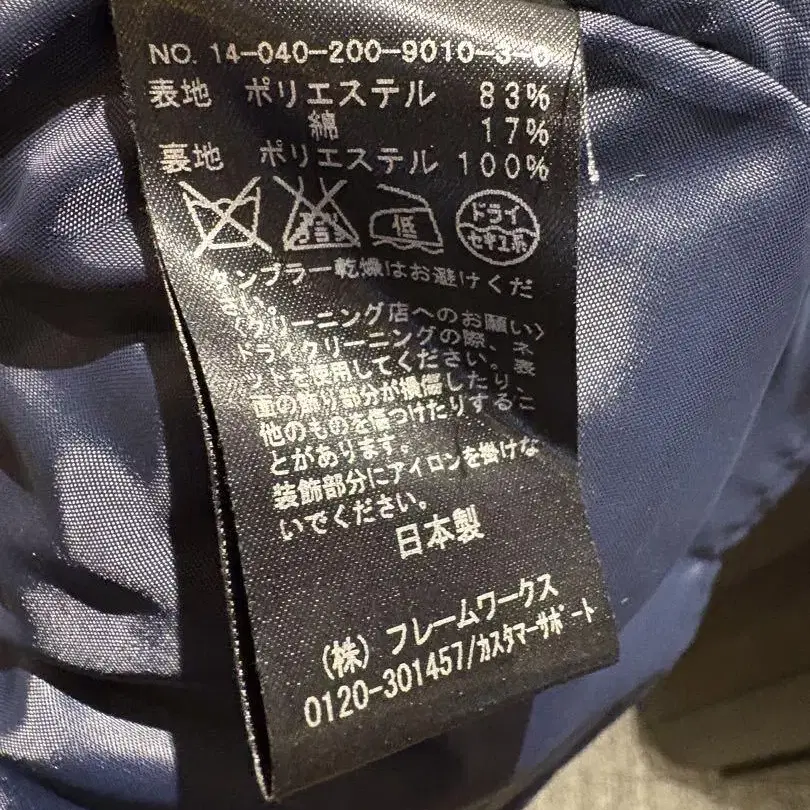 NO. 14-040-200-9010-3-0
表地 ポリエステル 83%
綿 17%
裏地 ポリエステル 100%
低
ドライ
セキユ系
タンブラー乾燥はお避けくだ
さい。
〈クリーニング店へのお願い〉
ドライクリーニングの際、ネ
ットを使用してください。表
面の飾り部分が損傷したり、
他のものを傷つけたりするこ
とがあります。
装飾部分にアイロンを掛けな
いでください。
日本製
(株) フレームワークス
0120-301457/カスタマーサポート